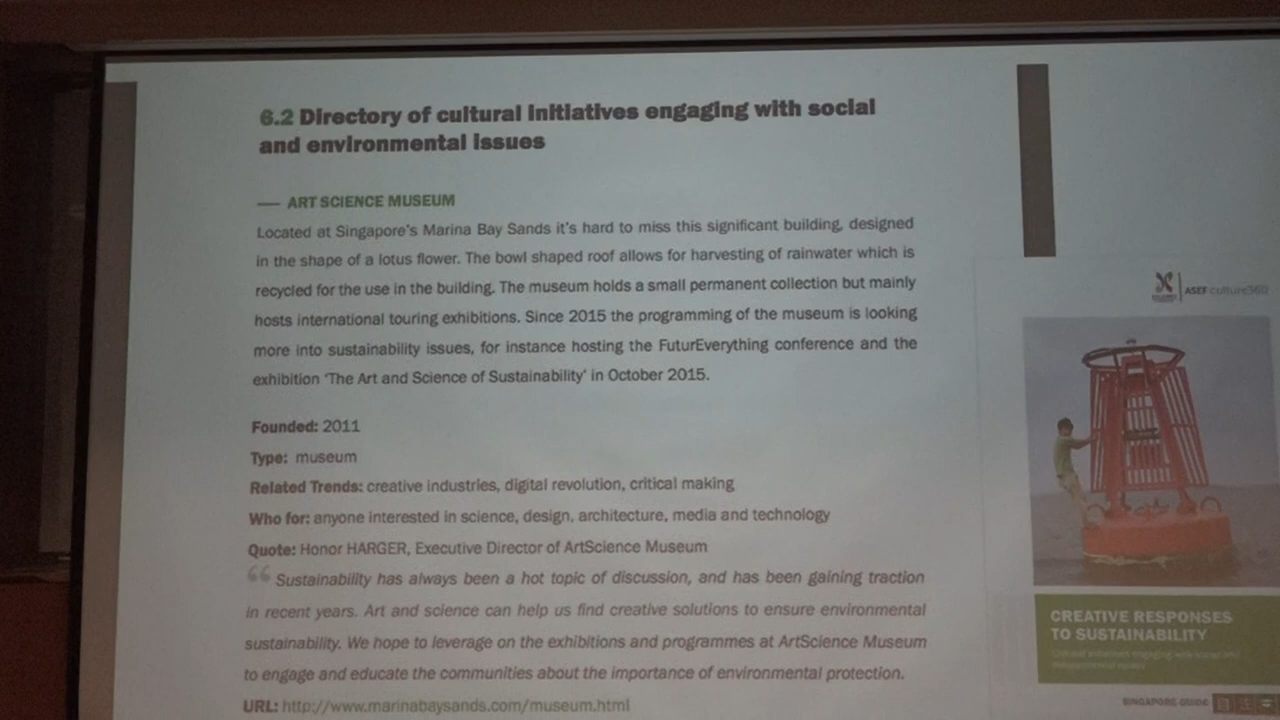 6.2 Directory of cultural initiatives engaging with social
and environmental issues
— ART SCIENCE MUSEUM
Located at Singapore's Marina Bay Sands it's hard to miss this significant building, designed
in the shape of a lotus flower. The bowl shaped roof allows for harvesting of rainwater which is
recycled for the use in the building. The museum holds a small permanent collection but mainly
hosts international touring exhibitions. Since 2015 the programming of the museum is looking
more into sustainability issues, for instance hosting the FuturEverything conference and the
exhibition 'The Art and Science of Sustainability' in October 2015.
Founded: 2011
Type: museum
Related Trends: creative industries, digital revolution, critical making
Who for: anyone interested in science, design, architecture, media and technology
Quote: Honor HARGER, Executive Director of ArtScience Museum
“ Sustainability has always been a hot topic of discussion, and has been gaining traction
in recent years. Art and science can help us find creative solutions to ensure environmental
sustainability. We hope to leverage on the exhibitions and programmes at ArtScience Museum
to engage and educate the communities about the importance of environmental protection.
URL: http://www.marinabaysands.com/museum.html
ASEF culture360
CREATIVE RESPONSES
TO SUSTAINABILITY
SINGAPORE GUIDE